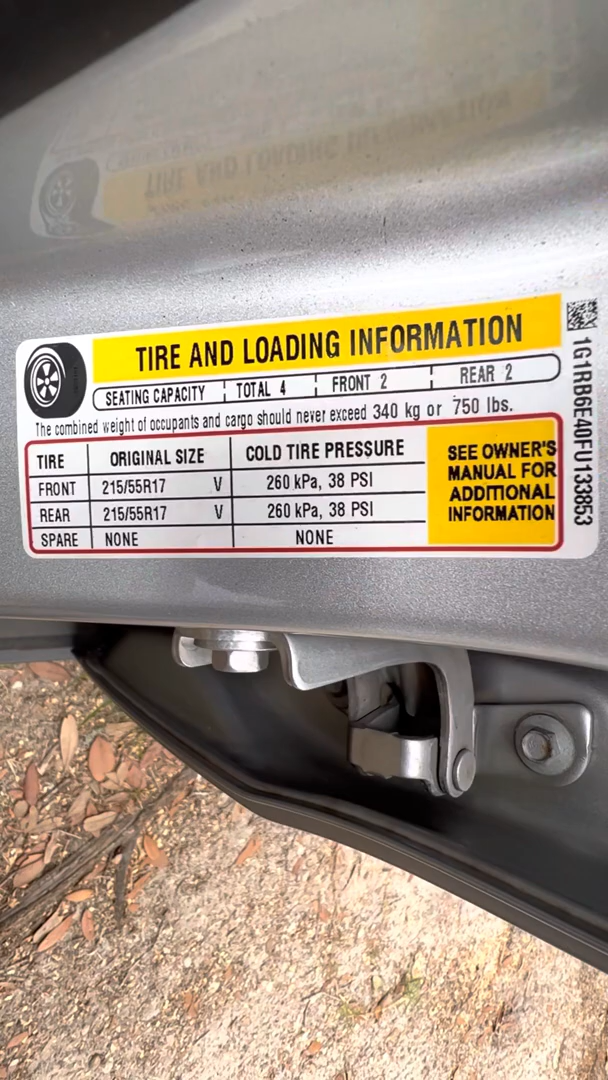 TIRE AND LOADING INFORMATION
SEATING CAPACITY TOTAL 4 FRONT 2 REAR 2
The combined weight of occupants and cargo should never exceed 340 kg or 750 lbs.
TIRE ORIGINAL SIZE COLD TIRE PRESSURE
FRONT 215/55R17 V 260 kPa, 38 PSI
REAR 215/55R17 V 260 kPa, 38 PSI
SPARE NONE NONE
SEE OWNER'S
MANUAL FOR
ADDITIONAL
INFORMATION
1G1RB6E40FU133853